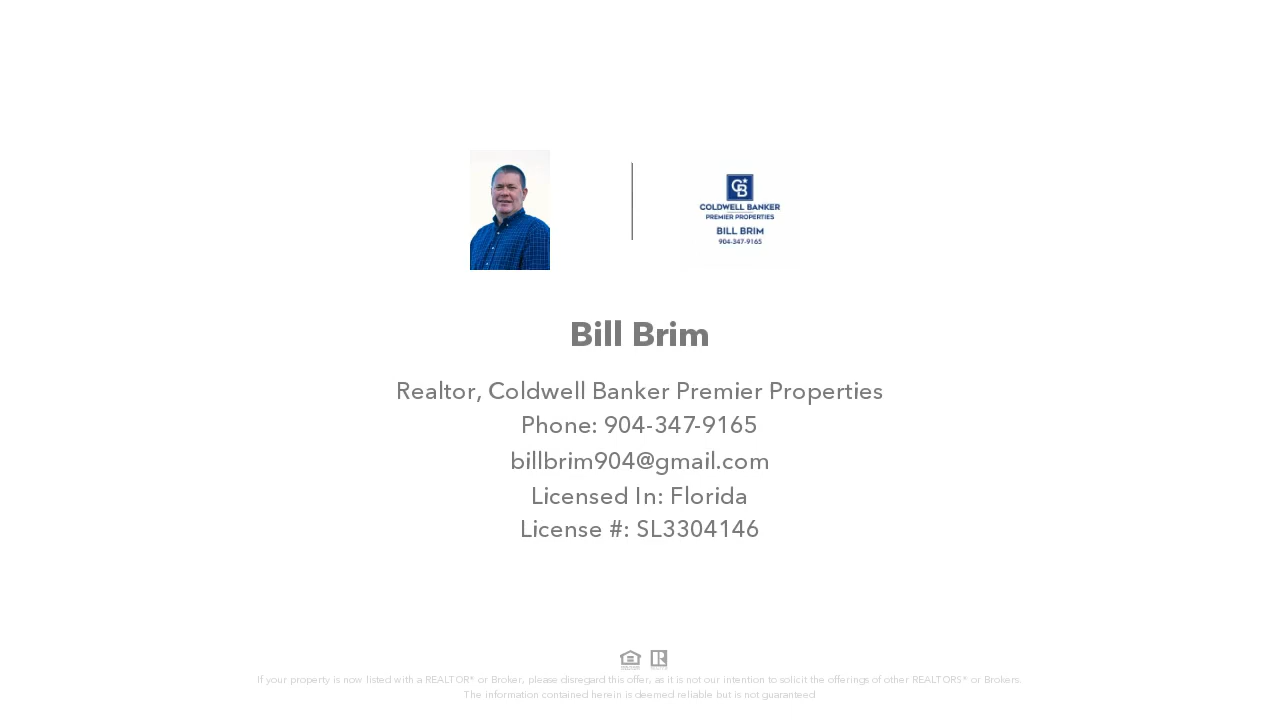 CB
COLDWELL BANKER
PREMIER PROPERTIES
BILL BRIM
904-347-9165
Bill Brim
Realtor, Coldwell Banker Premier Properties
Phone: 904-347-9165
billbrim904@gmail.com
Licensed In: Florida
License #: SL3304146
If your property is now listed with a REALTOR® or Broker, please disregard this offer, as it is not our intention to solicit the offerings of other REALTORS® or Brokers.
The information contained herein is deemed reliable but is not guaranteed